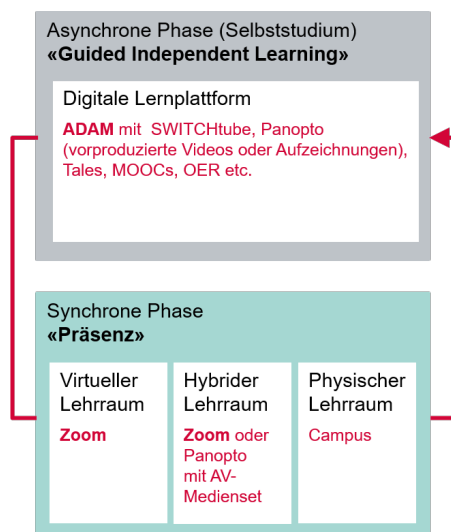 Asynchrone Phase (Selbststudium)
«Guided Independent Learning»
Digitale Lernplattform
ADAM mit SWITCHtube, Panopto
(vorproduzierte Videos oder Aufzeichnungen),
Tales, MOOCs, OER etc.
Synchrone Phase
«Präsenz»
Virtueller
Lehrraum
Zoom
Hybrider
Lehrraum
Zoom oder
Panopto
mit AV-
Medienset
Physischer
Lehrraum
Campus